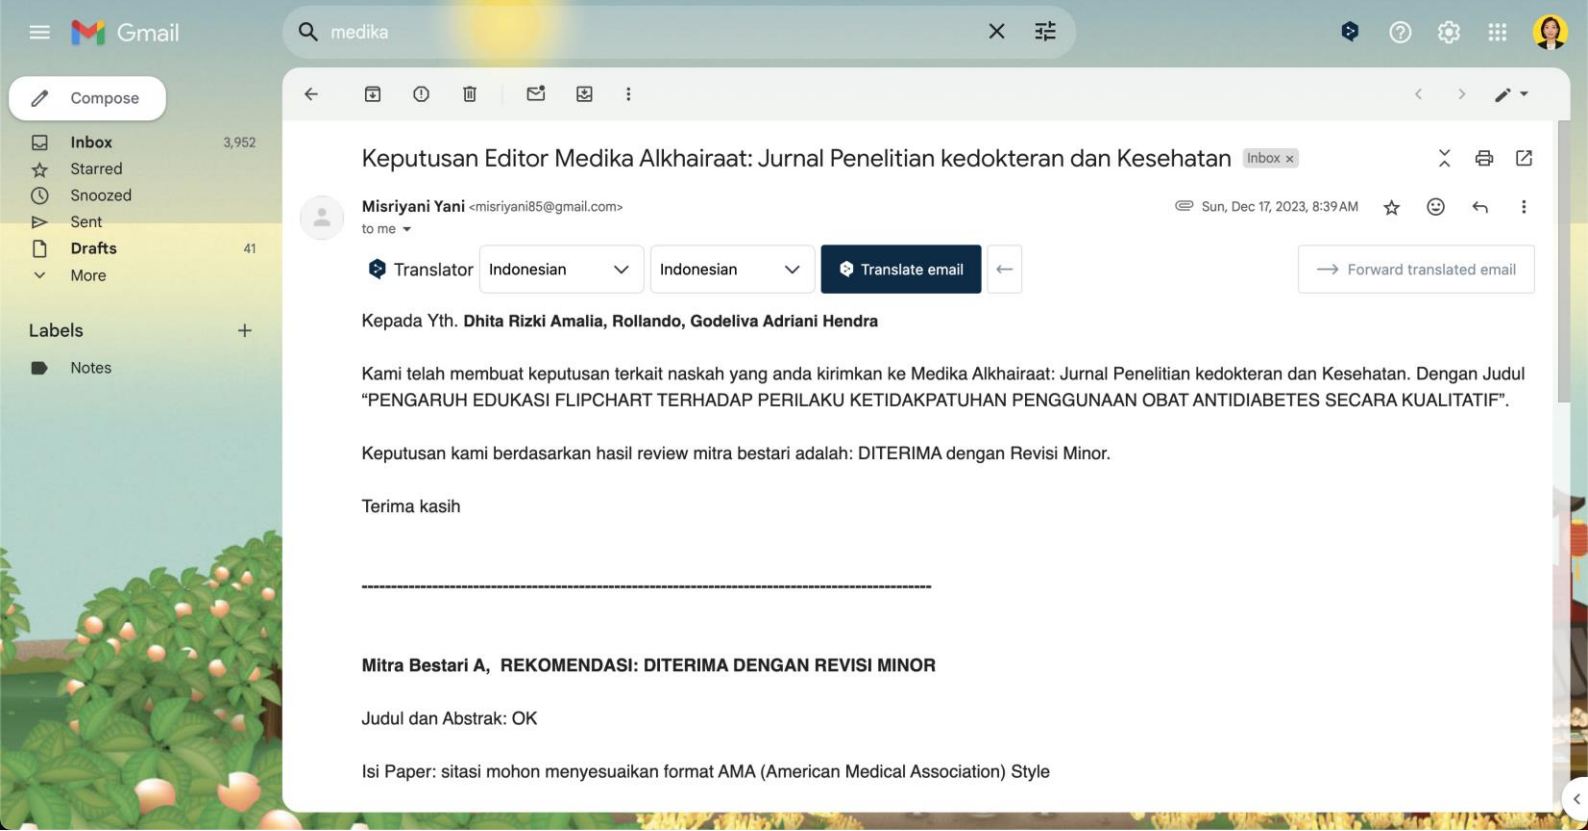 Gmail
medika
Compose
Inbox 3,952
Starred
Snoozed
Sent
Drafts 41
More
Labels
Notes
Keputusan Editor Medika Alkhairaat: Jurnal Penelitian kedokteran dan Kesehatan Inbox ×
Misriyani Yani <misriyani85@gmail.com> Sun, Dec 17, 2023, 8:39 AM
to me
Translator Indonesian Indonesian Translate email Forward translated email
Kepada Yth. Dhita Rizki Amalia, Rollando, Godeliva Adriani Hendra
Kami telah membuat keputusan terkait naskah yang anda kirimkan ke Medika Alkhairaat: Jurnal Penelitian kedokteran dan Kesehatan. Dengan Judul
“PENGARUH EDUKASI FLIPCHART TERHADAP PERILAKU KETIDAKPATUHAN PENGGUNAAN OBAT ANTIDIABETES SECARA KUALITATIF”.
Keputusan kami berdasarkan hasil review mitra bestari adalah: DITERIMA dengan Revisi Minor.
Terima kasih
Mitra Bestari A, REKOMENDASI: DITERIMA DENGAN REVISI MINOR
Judul dan Abstrak: OK
Isi Paper: sitasi mohon menyesuaikan format AMA (American Medical Association) Style